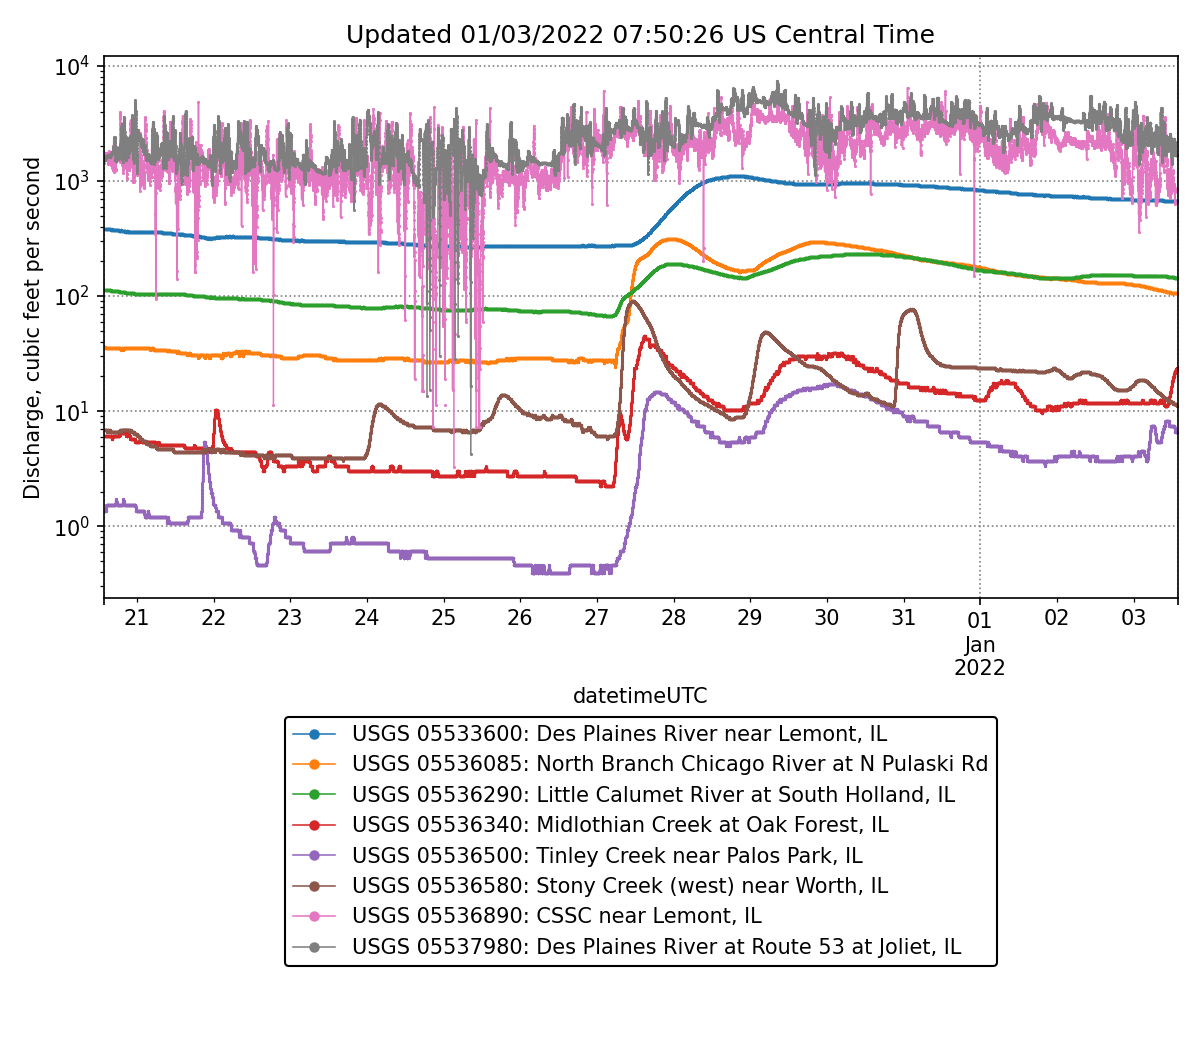 Updated 01/03/2022 07:50:26 US Central Time
Discharge, cubic feet per second
10^4
10^3
10^2
10^1
10^0
21 22 23 24 25 26 27 28 29 30 31 01 02 03
Jan
2022
datetimeUTC
USGS 05533600: Des Plaines River near Lemont, IL
USGS 05536085: North Branch Chicago River at N Pulaski Rd
USGS 05536290: Little Calumet River at South Holland, IL
USGS 05536340: Midlothian Creek at Oak Forest, IL
USGS 05536500: Tinley Creek near Palos Park, IL
USGS 05536580: Stony Creek (west) near Worth, IL
USGS 05536890: CSSC near Lemont, IL
USGS 05537980: Des Plaines River at Route 53 at Joliet, IL